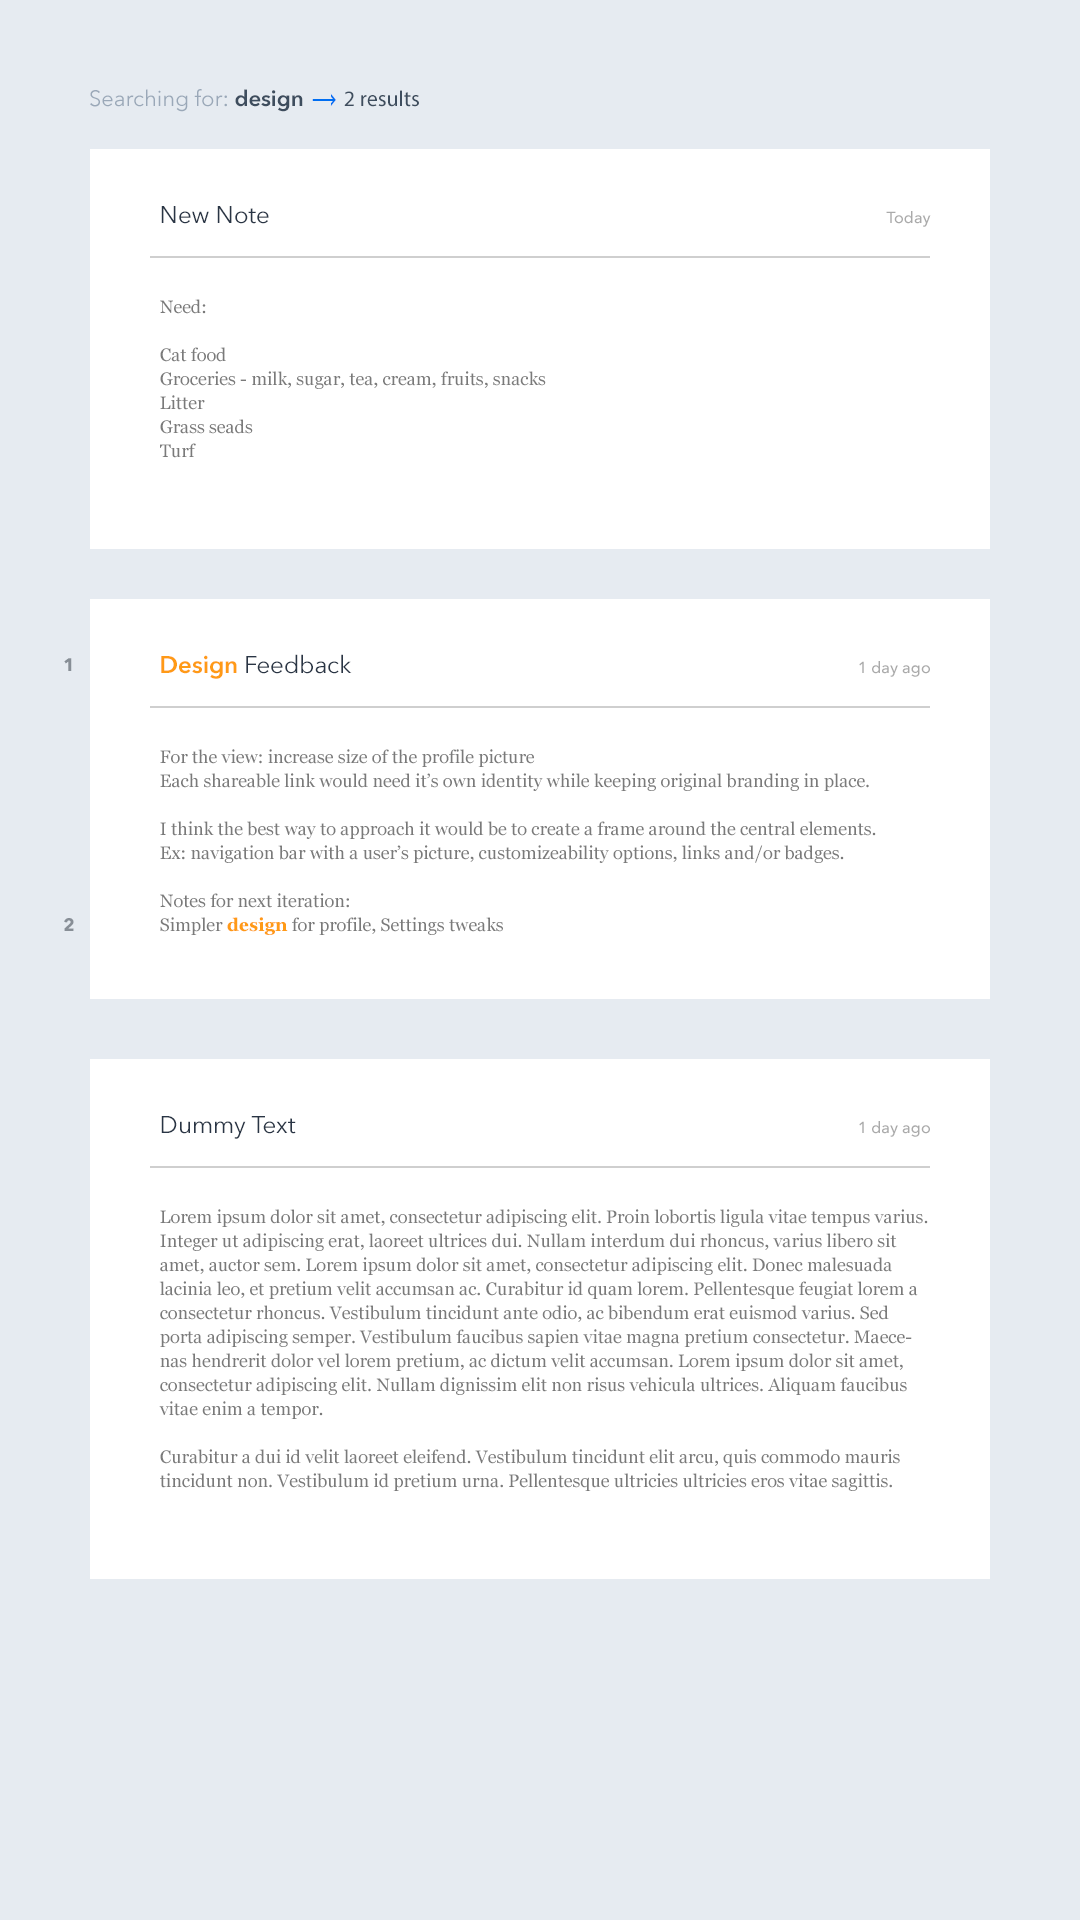 Searching for: design → 2 results
New Note
Today
Need:
Cat food
Groceries - milk, sugar, tea, cream, fruits, snacks
Litter
Grass seads
Turf
1
Design Feedback
1 day ago
For the view: increase size of the profile picture
Each shareable link would need it’s own identity while keeping original branding in place.
I think the best way to approach it would be to create a frame around the central elements.
Ex: navigation bar with a user’s picture, customizeability options, links and/or badges.
Notes for next iteration:
2
Simpler design for profile, Settings tweaks
Dummy Text
1 day ago
Lorem ipsum dolor sit amet, consectetur adipiscing elit. Proin lobortis ligula vitae tempus varius.
Integer ut adipiscing erat, laoreet ultrices dui. Nullam interdum dui rhoncus, varius libero sit
amet, auctor sem. Lorem ipsum dolor sit amet, consectetur adipiscing elit. Donec malesuada
lacinia leo, et pretium velit accumsan ac. Curabitur id quam lorem. Pellentesque feugiat lorem a
consectetur rhoncus. Vestibulum tincidunt ante odio, ac bibendum erat euismod varius. Sed
porta adipiscing semper. Vestibulum faucibus sapien vitae magna pretium consectetur. Maece-
nas hendrerit dolor vel lorem pretium, ac dictum velit accumsan. Lorem ipsum dolor sit amet,
consectetur adipiscing elit. Nullam dignissim elit non risus vehicula ultrices. Aliquam faucibus
vitae enim a tempor.
Curabitur a dui id velit laoreet eleifend. Vestibulum tincidunt elit arcu, quis commodo mauris
tincidunt non. Vestibulum id pretium urna. Pellentesque ultricies ultricies eros vitae sagittis.